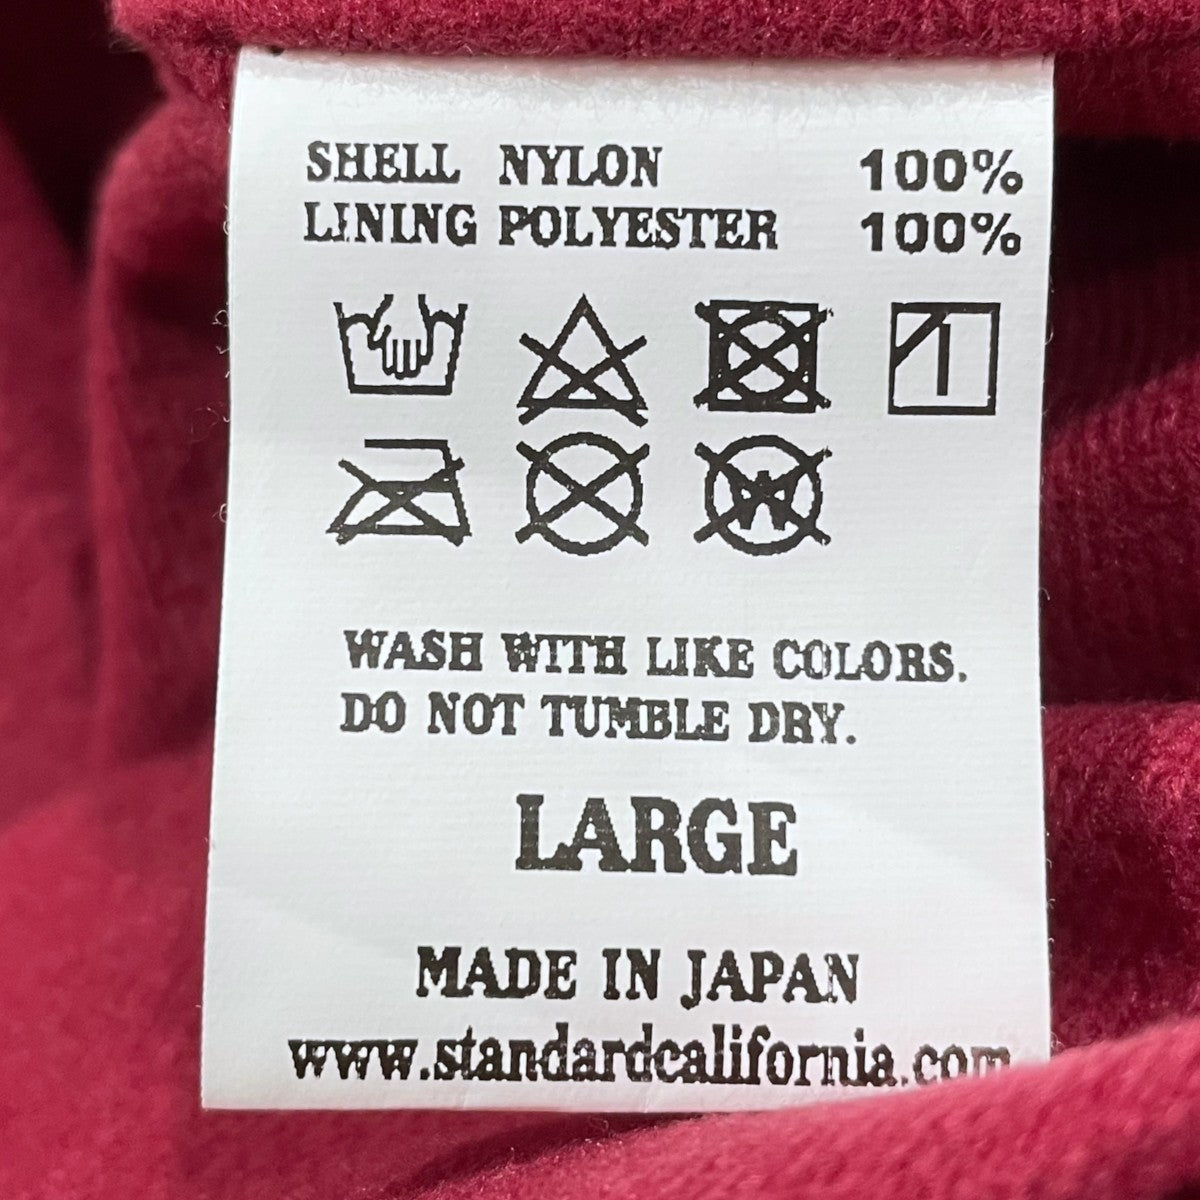 SHELL NYLON 100%
LINING POLYESTER 100%
W
WASH WITH LIKE COLORS.
DO NOT TUMBLE DRY.
LARGE
MADE IN JAPAN
www.standardcalifornia.com